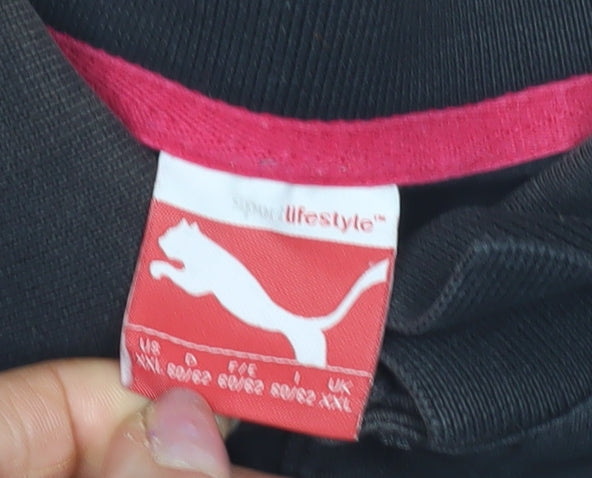 sportlifestyle™
US D F/E I UK
XXL 60/62 60/62 60/62 XXL